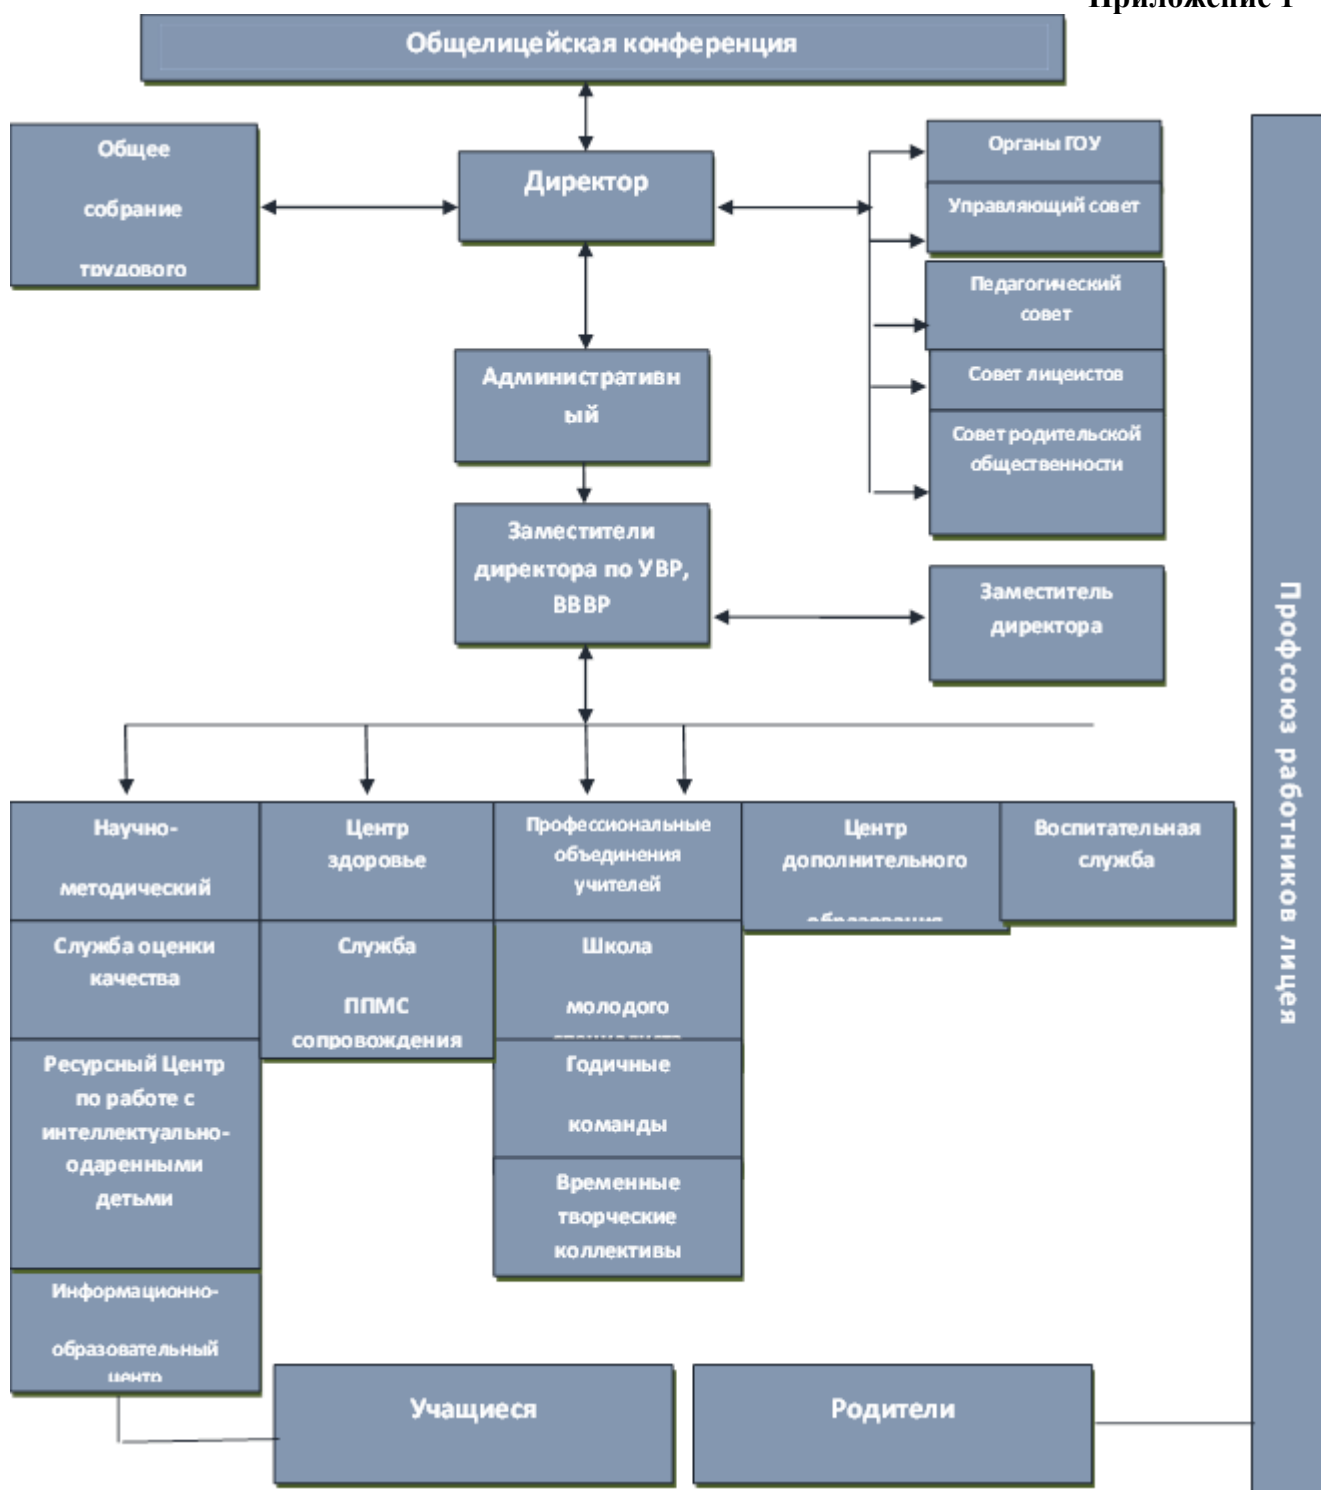 Приложение 1
Общелицейская конференция
Общее
собрание
трудового
Директор
Органы ГОУ
Управляющий совет
Педагогический
совет
Совет лицеистов
Совет родительской
общественности
Административн
ый
Заместители
директора по УВР,
ВВВР
Заместитель
директора
Научно-
методический
Служба оценки
качества
Ресурсный Центр
по работе с
интеллектуально-
одаренными
детьми
Информационно-
образовательный
центр
Центр
здоровье
Служба
ППМС
сопровождения
Профессиональные
объединения
учителей
Школа
молодого
Годичные
команды
Временные
творческие
коллективы
Центр
дополнительного
образования
Воспитательная
служба
Учащиеся
Родители
Профсоюз работников лицея